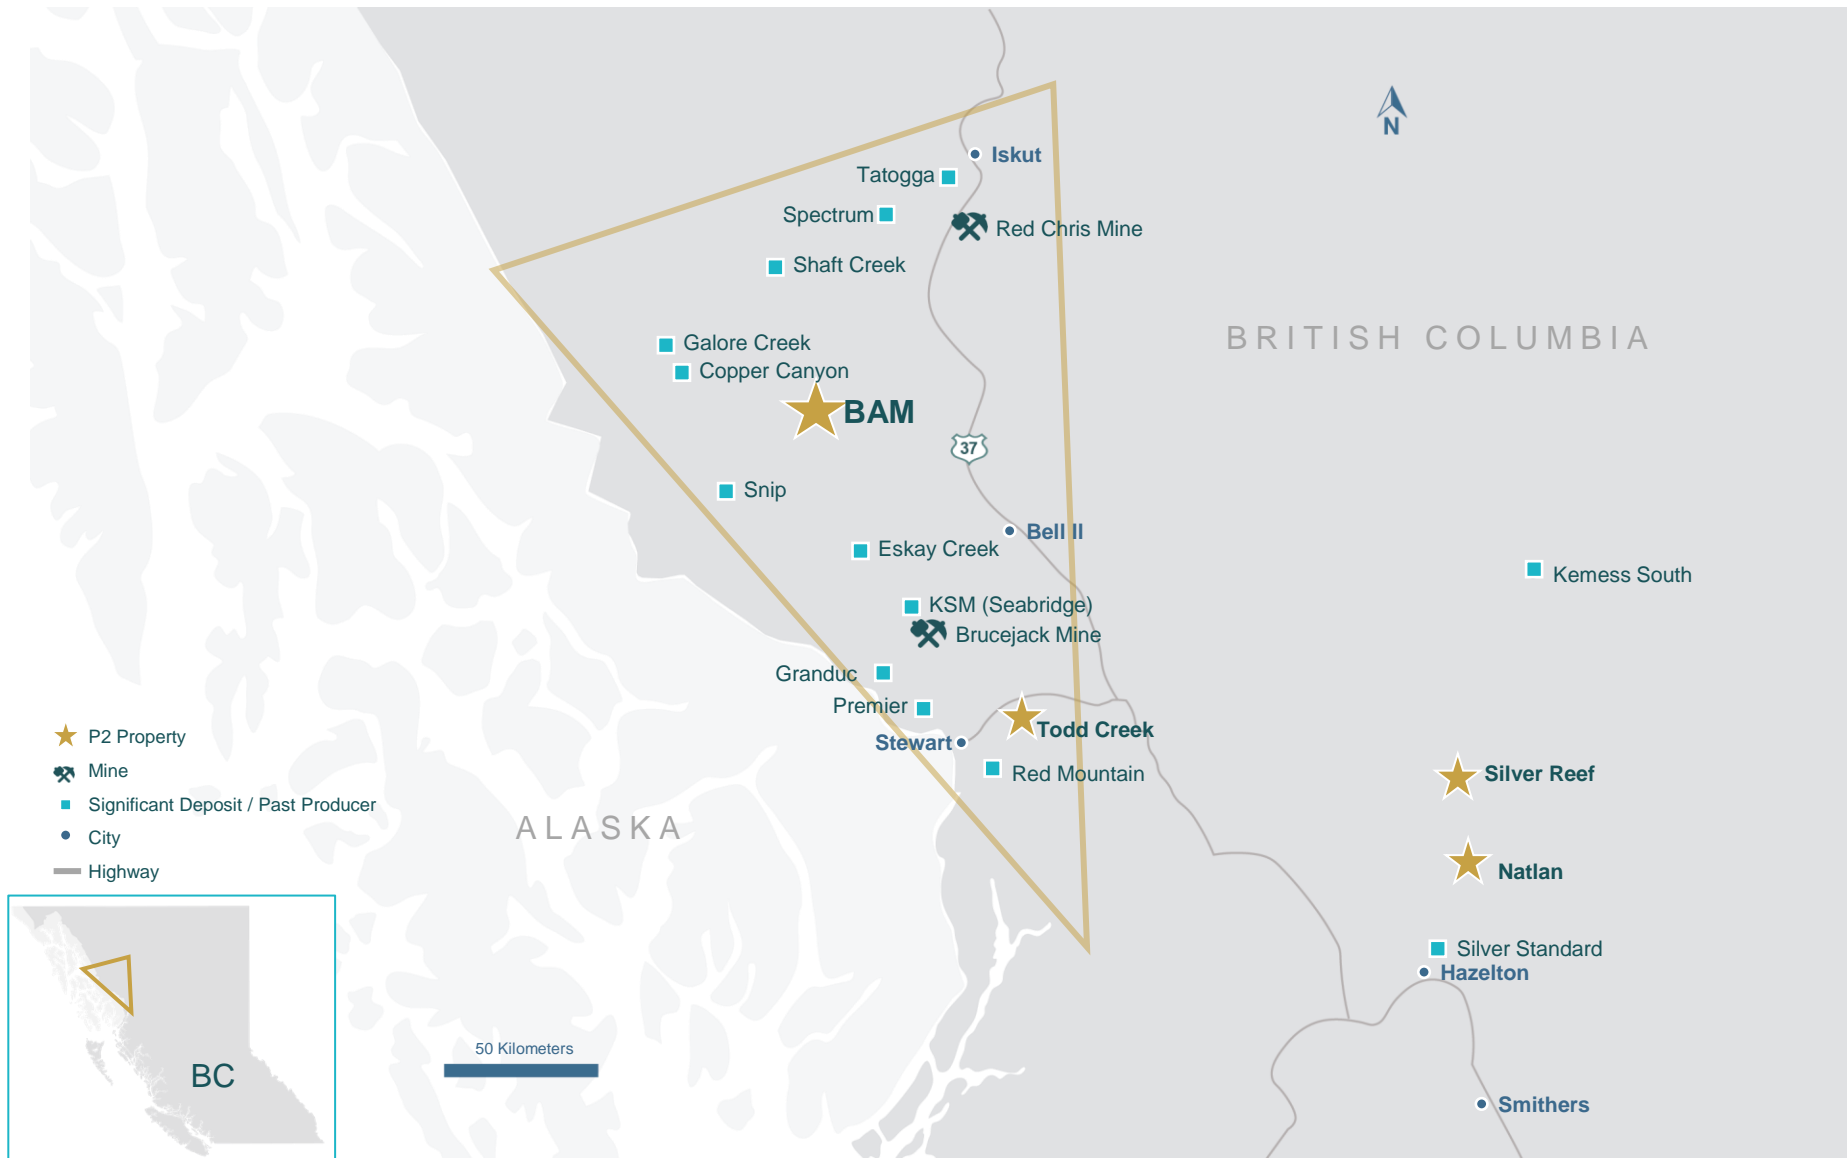 N
Iskut
Tatogga
Spectrum
Red Chris Mine
Shaft Creek
BRITISH COLUMBIA
Galore Creek
Copper Canyon
BAM
37
Snip
Bell II
Eskay Creek
Kemess South
KSM (Seabridge)
Brucejack Mine
Granduc
Premier
Todd Creek
Stewart
Red Mountain
Silver Reef
ALASKA
Natlan
Silver Standard
Hazelton
Smithers
P2 Property
Mine
Significant Deposit / Past Producer
City
Highway
BC
50 Kilometers